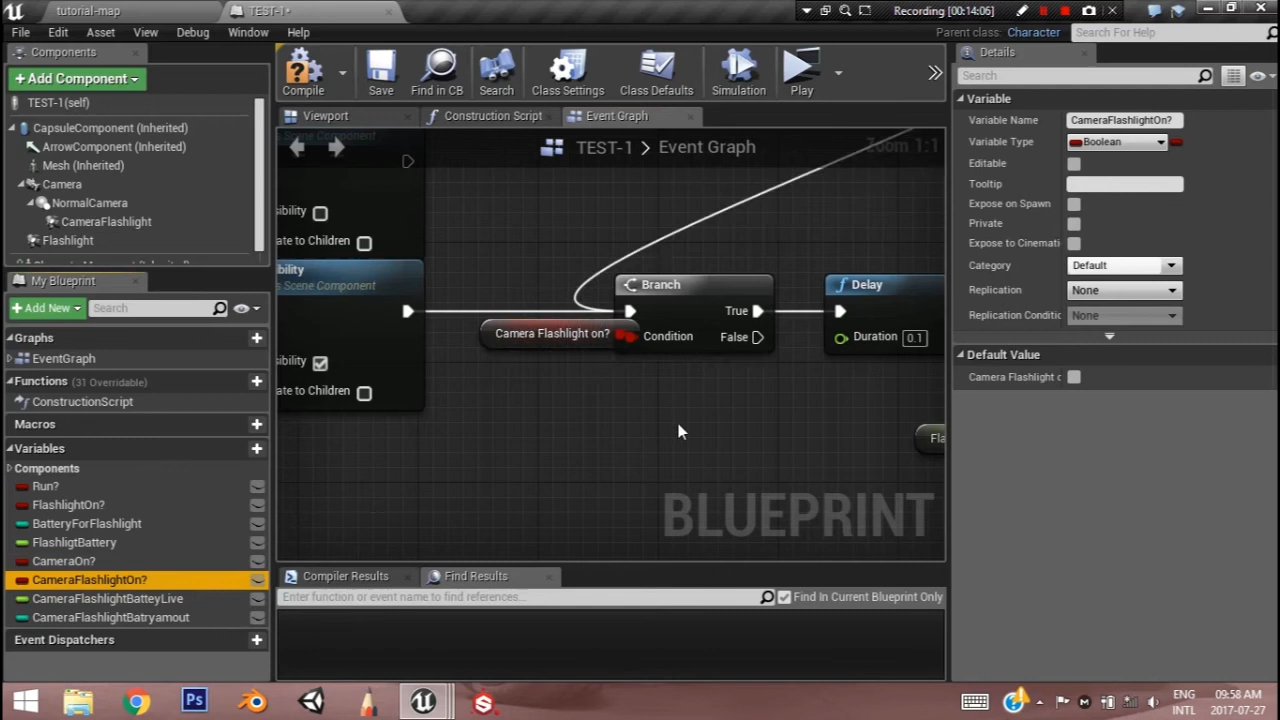 tutorial-map
TEST-1*
Recording [00:14:06]
File Edit Asset View Debug Window Help
Parent class: Character
Search For Help
Components
+Add Component
TEST-1(self)
CapsuleComponent (Inherited)
ArrowComponent (Inherited)
Mesh (Inherited)
Camera
NormalCamera
CameraFlashlight
Flashlight
My Blueprint
+Add New
Search
Graphs
EventGraph
Functions (31 Overridable)
ConstructionScript
Macros
Variables
Components
Run?
FlashlightOn?
BatteryForFlashlight
FlashligtBattery
CameraOn?
CameraFlashlightOn?
CameraFlashlightBatteyLive
CameraFlashlightBatryamout
Event Dispatchers
Compile
Save
Find in CB
Search
Class Settings
Class Defaults
Simulation
Play
Viewport
Construction Script
Event Graph
TEST-1 > Event Graph
Zoom 1:1
s Scene Component
sibility
ate to Children
bility
s Scene Component
sibility
ate to Children
Camera Flashlight on?
Branch
True
Condition
False
Delay
Duration 0.1
Fla
BLUEPRINT
Compiler Results
Find Results
Enter function or event name to find references...
Find In Current Blueprint Only
Details
Search
Variable
Variable Name CameraFlashlightOn?
Variable Type Boolean
Editable
Tooltip
Expose on Spawn
Private
Expose to Cinemati
Category Default
Replication None
Replication Conditic None
Default Value
Camera Flashlight c
Ps
ENG
INTL
09:58 AM
2017-07-27